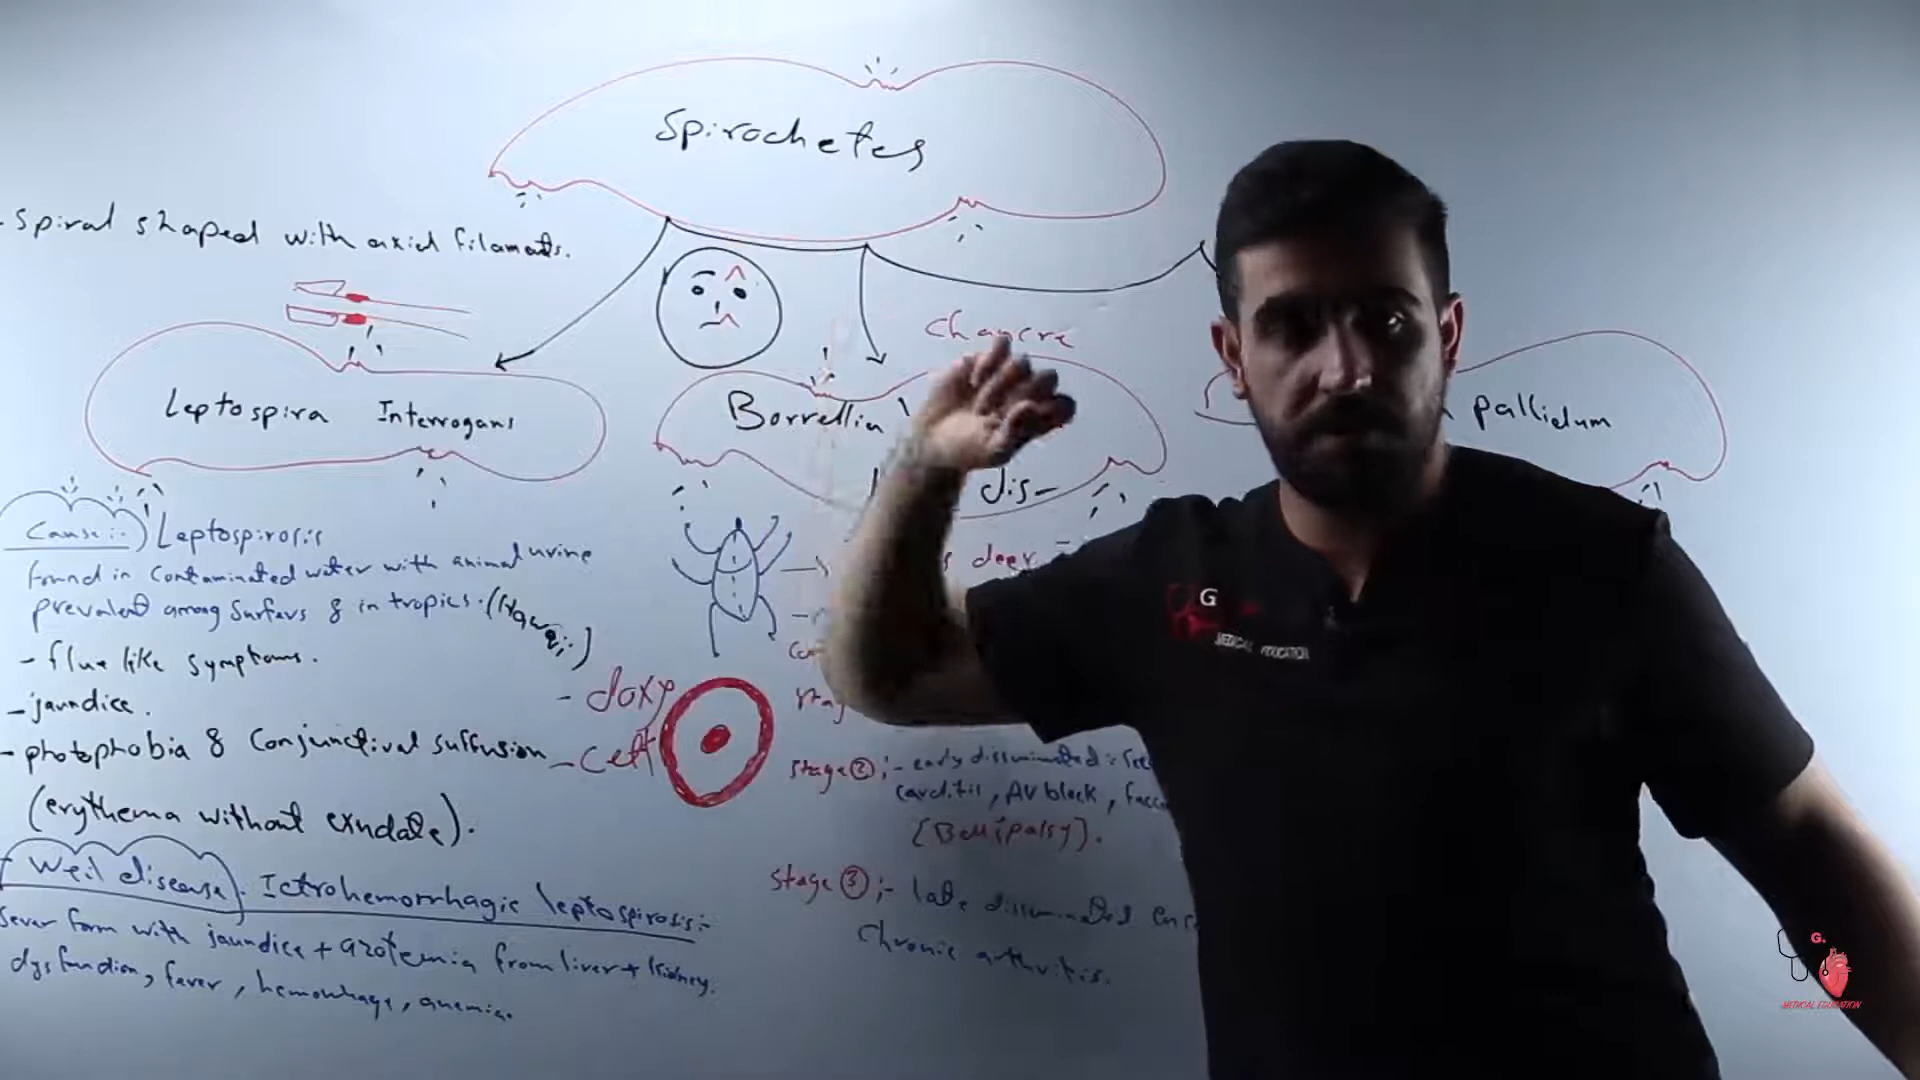 Spirochetes
- Spiral shaped with axial filaments.
Chancre
Leptospira Interrogans
Borrellia
pallidum
dis-
Cause:- Leptospirosis
found in contaminated water with animal urine
prevalent among surfers & in tropics. (Hawaii)
- flue like symptoms.
- jaundice.
- photophobia & Conjunctival suffusion
(erythema without exudate).
Weil disease. Ictrohemorrhagic leptospirosis:-
sever form with jaundice + azotemia from liver + kidney
dysfunction, fever, hemorrhage, anemia.
- doxy
- ceft
deer
stage ②:- early disseminated :-
carditis, AV block,
(Bell's palsy).
stage ③:- late disseminated
chronic arthritis.
G
MEDICAL EDUCATION
G.
MEDICAL EDUCATION